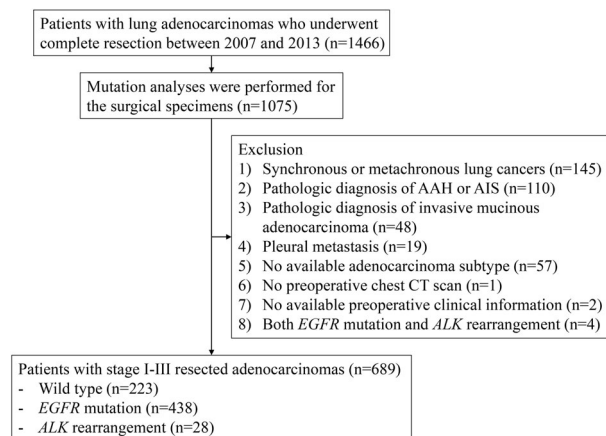 Patients with lung adenocarcinomas who underwent
complete resection between 2007 and 2013 (n=1466)
Mutation analyses were performed for
the surgical specimens (n=1075)
Exclusion
1) Synchronous or metachronous lung cancers (n=145)
2) Pathologic diagnosis of AAH or AIS (n=110)
3) Pathologic diagnosis of invasive mucinous
adenocarcinoma (n=48)
4) Pleural metastasis (n=19)
5) No available adenocarcinoma subtype (n=57)
6) No preoperative chest CT scan (n=1)
7) No available preoperative clinical information (n=2)
8) Both EGFR mutation and ALK rearrangement (n=4)
Patients with stage I-III resected adenocarcinomas (n=689)
- Wild type (n=223)
- EGFR mutation (n=438)
- ALK rearrangement (n=28)